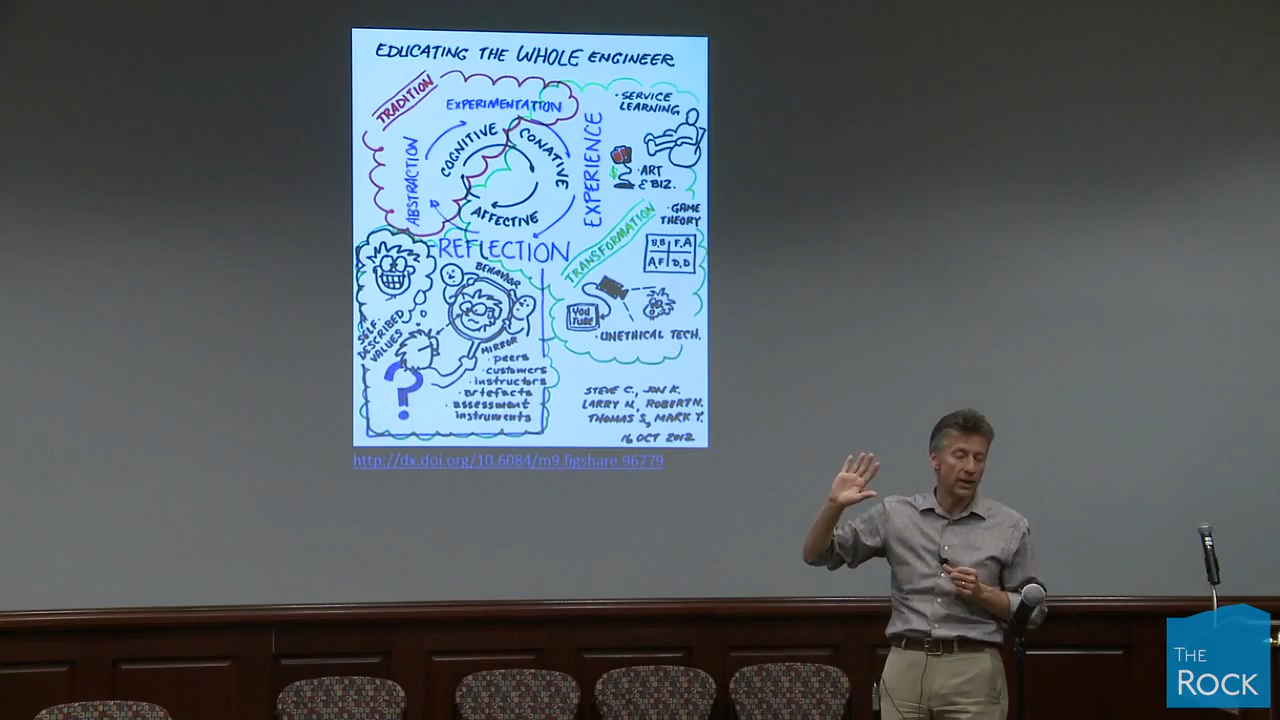 EDUCATING THE WHOLE ENGINEER
TRADITION
EXPERIMENTATION
ABSTRACTION
COGNITIVE
CONATIVE
AFFECTIVE
EXPERIENCE
REFLECTION
· SERVICE
LEARNING
· ART
& BIZ.
· GAME
THEORY
B,B F,A
A,F D,D
TRANSFORMATION
YOU
TUBE
· UNETHICAL TECH.
SELF-
DESCRIBED
VALUES
BEHAVIOR
MIRROR
· peers
· customers
· instructors
· artefacts
· assessment
instruments
?
STEVE C., JON K.
LARRY N., ROBERT N.
THOMAS S., MARK Y.
16 OCT 2012
http://dx.doi.org/10.6084/m9.figshare.96779
THE
ROCK